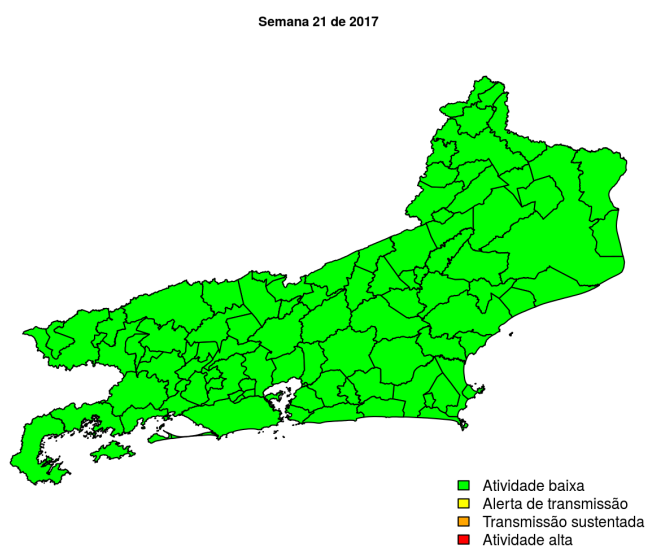 Semana 21 de 2017
Atividade baixa
Alerta de transmissão
Transmissão sustentada
Atividade alta